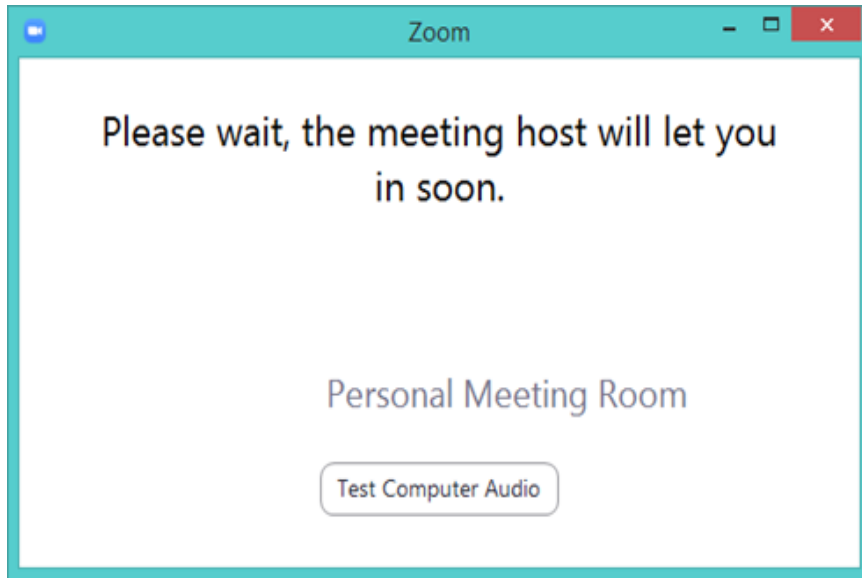 Zoom
Please wait, the meeting host will let you
in soon.
Personal Meeting Room
Test Computer Audio